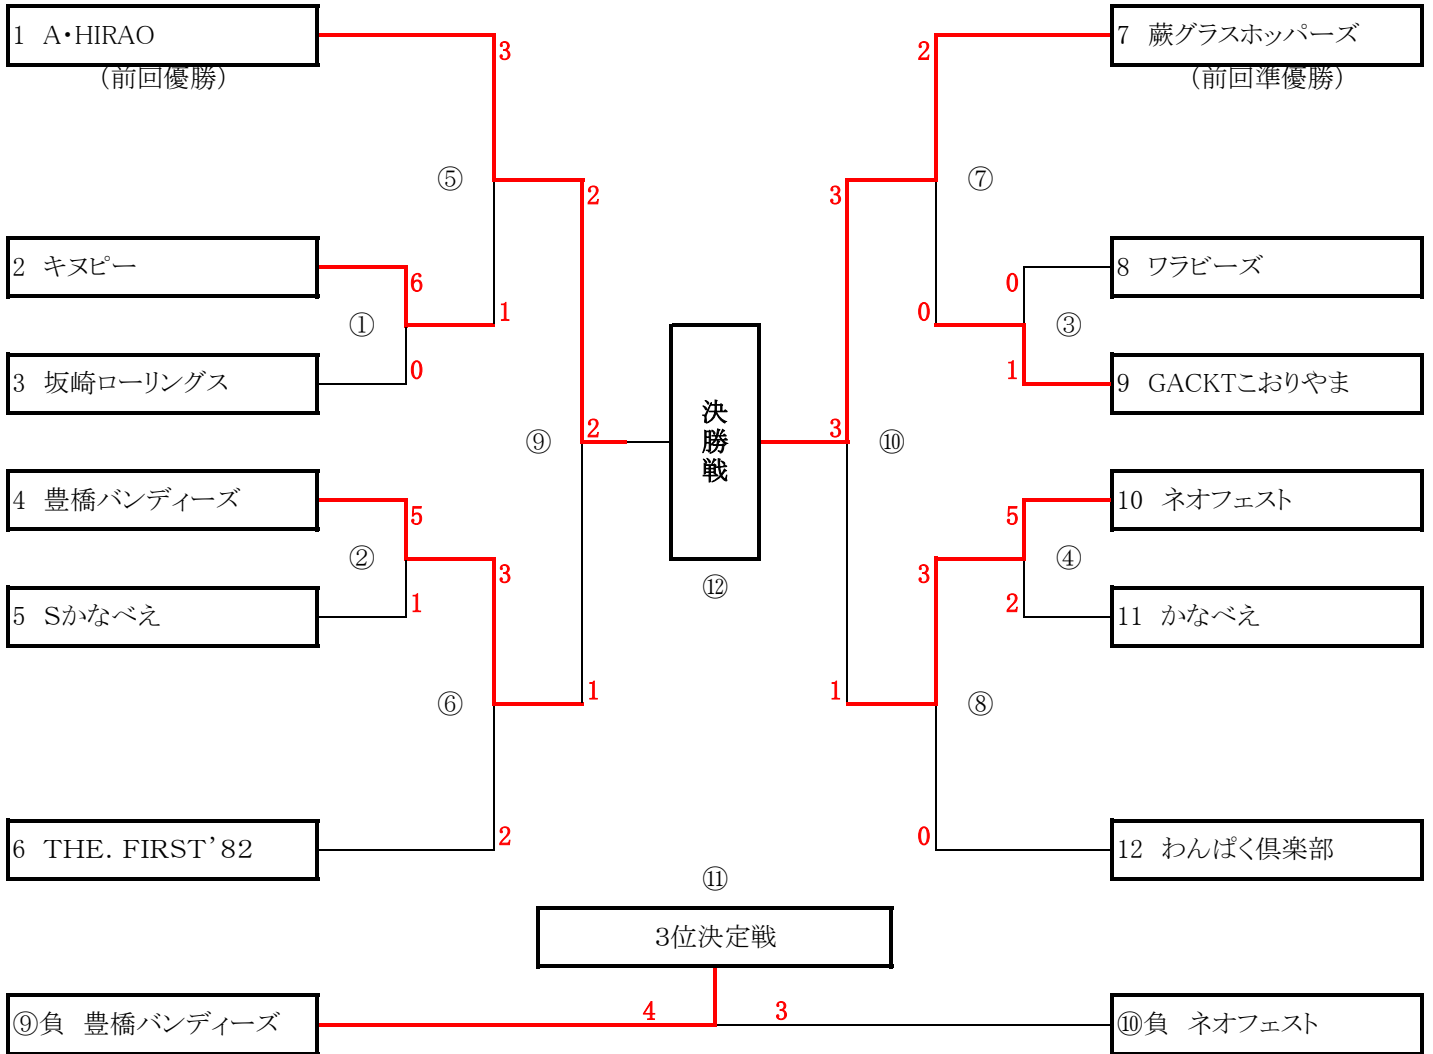 1 A・HIRAO
(前回優勝)
3
⑤
2
2 キヌピー
6
①
1
3 坂崎ローリングス
0
⑨
2
4 豊橋バンディーズ
5
②
3
5 Sかなべえ
1
⑥
1
6 THE. FIRST’82
2
決勝戦
⑫
7 蕨グラスホッパーズ
(前回準優勝)
2
⑦
3
8 ワラビーズ
0
③
0
9 GACKTこおりやま
1
⑩
3
10 ネオフェスト
5
④
3
11 かなべえ
2
⑧
1
12 わんぱく倶楽部
0
⑪
3位決定戦
⑨負 豊橋バンディーズ
4
3
⑩負 ネオフェスト